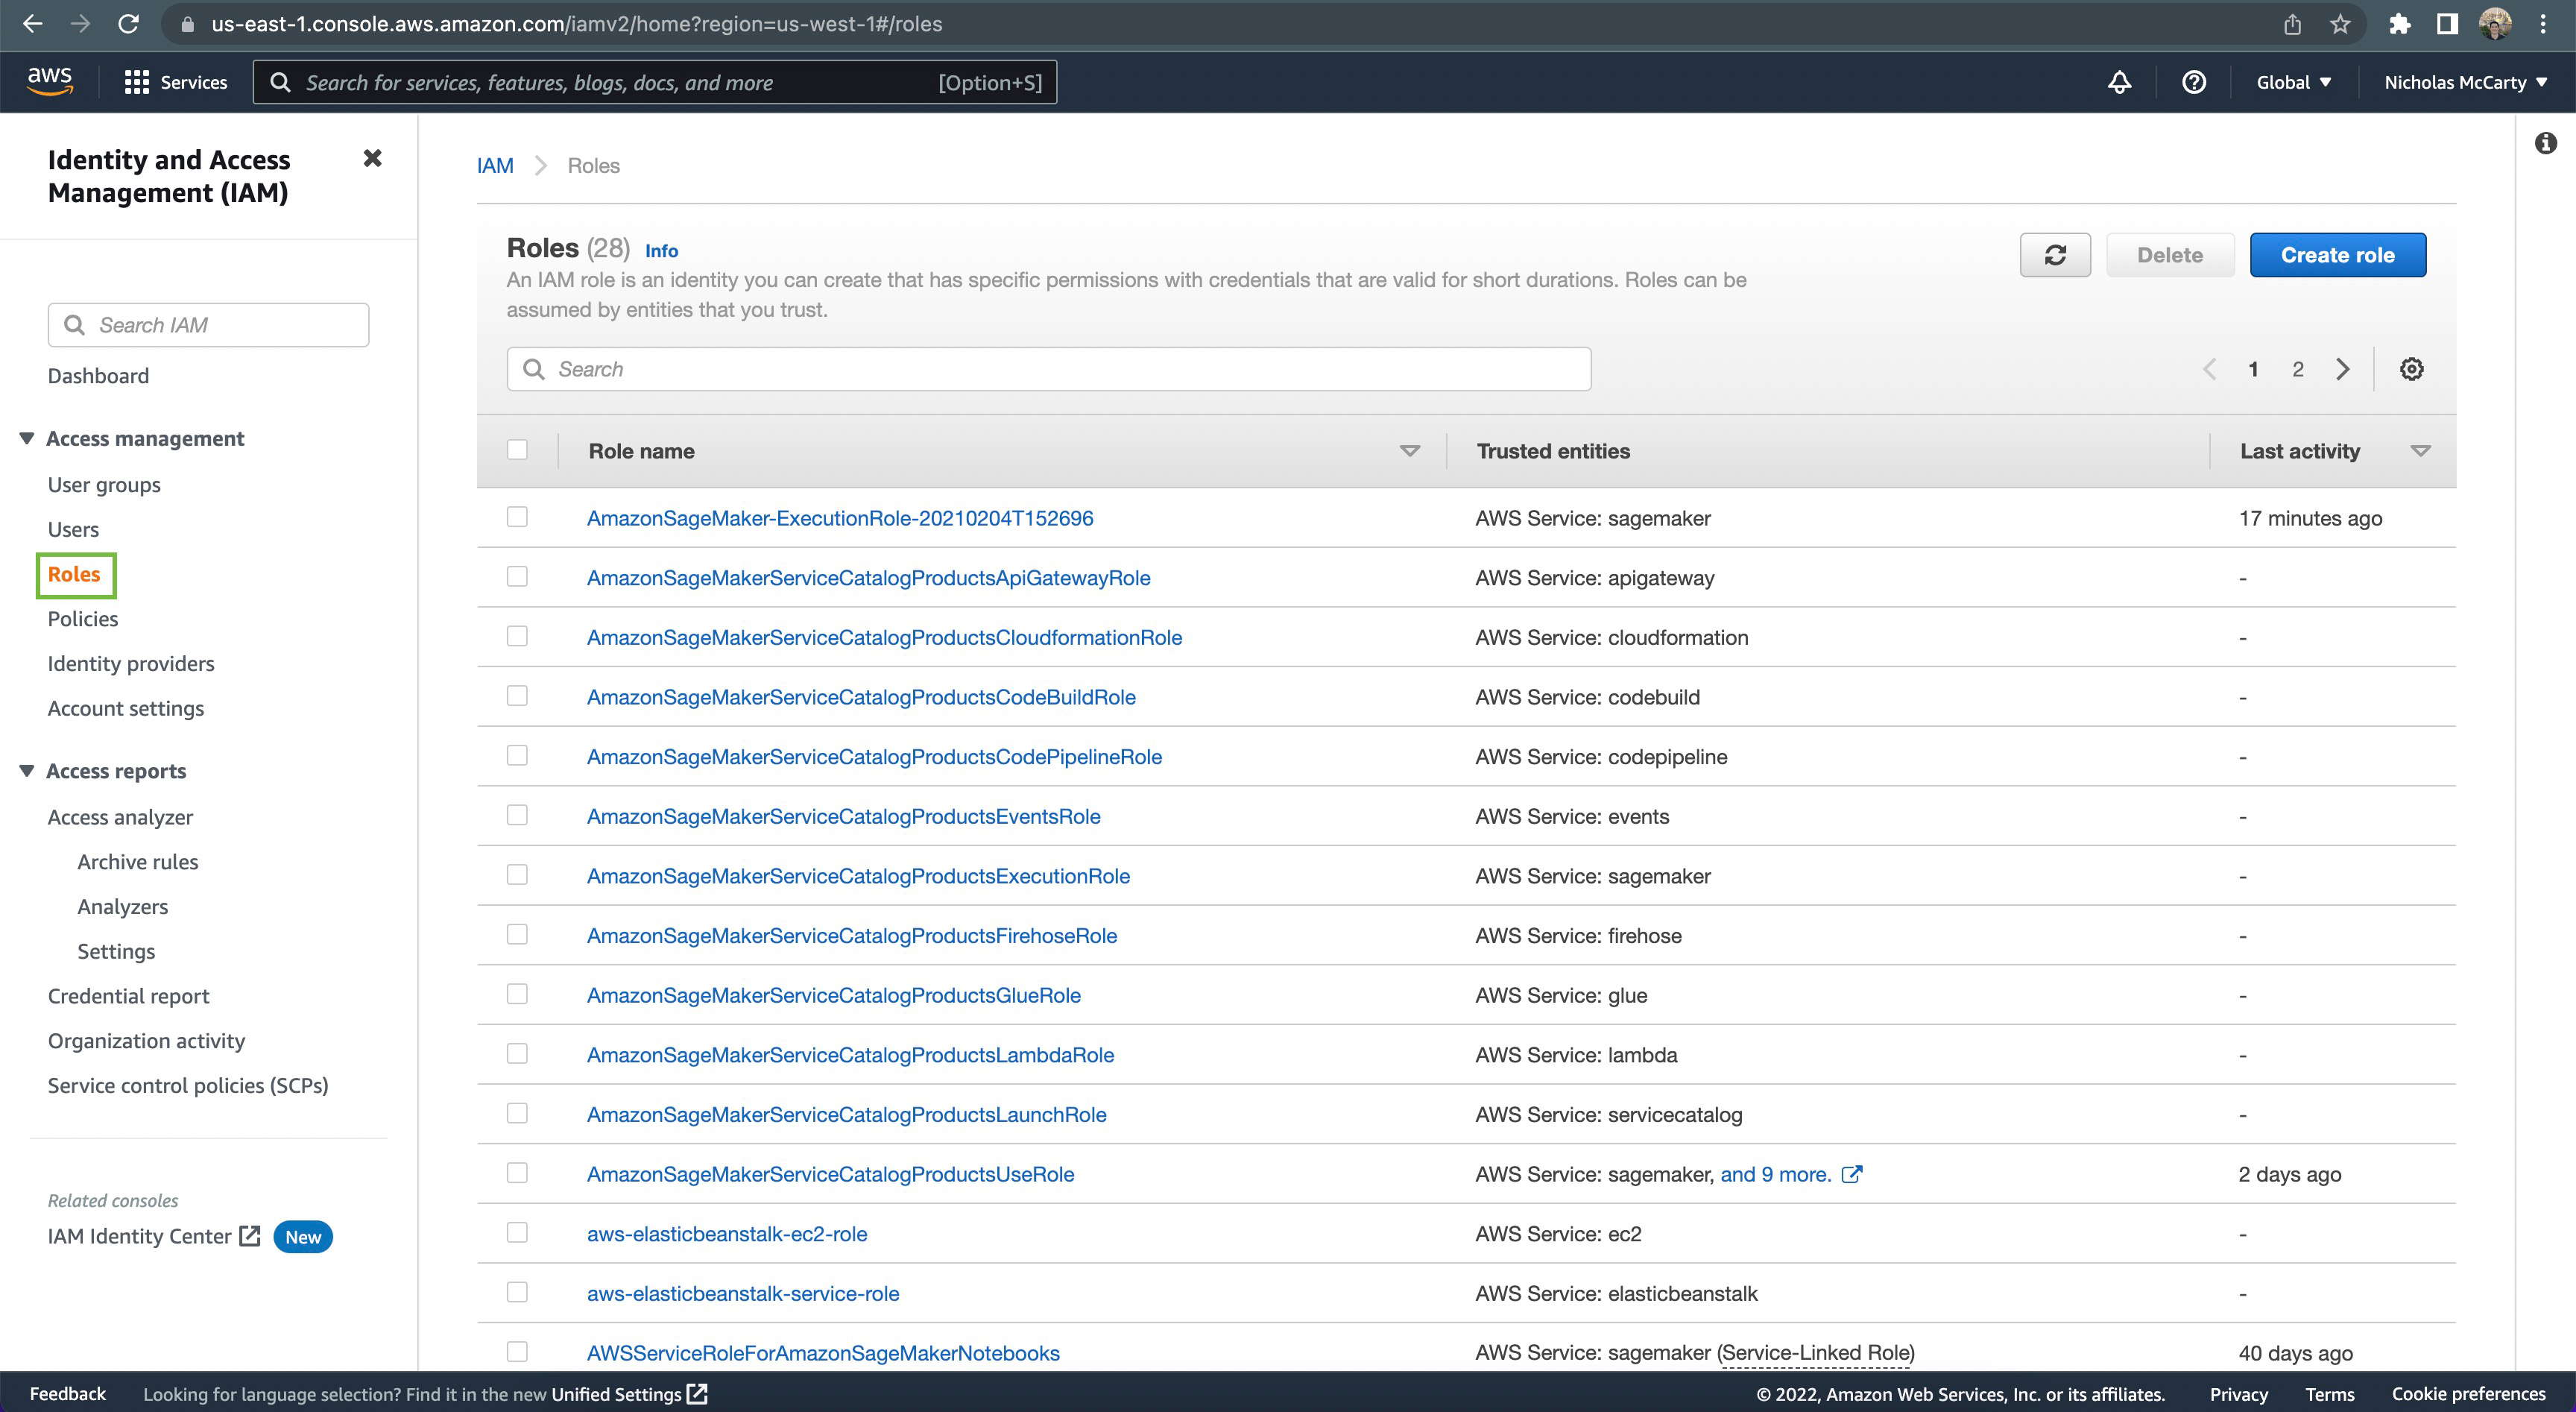 us-east-1.console.aws.amazon.com/iamv2/home?region=us-west-1#/roles
aws
Services
Search for services, features, blogs, docs, and more
[Option+S]
Global
Nicholas McCarty
Identity and Access
Management (IAM)
Search IAM
Dashboard
Access management
User groups
Users
Roles
Policies
Identity providers
Account settings
Access reports
Access analyzer
Archive rules
Analyzers
Settings
Credential report
Organization activity
Service control policies (SCPs)
Related consoles
IAM Identity Center New
IAM > Roles
Roles (28) Info
An IAM role is an identity you can create that has specific permissions with credentials that are valid for short durations. Roles can be
assumed by entities that you trust.
Delete
Create role
Search
1 2
Role name Trusted entities Last activity
AmazonSageMaker-ExecutionRole-20210204T152696 AWS Service: sagemaker 17 minutes ago
AmazonSageMakerServiceCatalogProductsApiGatewayRole AWS Service: apigateway -
AmazonSageMakerServiceCatalogProductsCloudformationRole AWS Service: cloudformation -
AmazonSageMakerServiceCatalogProductsCodeBuildRole AWS Service: codebuild -
AmazonSageMakerServiceCatalogProductsCodePipelineRole AWS Service: codepipeline -
AmazonSageMakerServiceCatalogProductsEventsRole AWS Service: events -
AmazonSageMakerServiceCatalogProductsExecutionRole AWS Service: sagemaker -
AmazonSageMakerServiceCatalogProductsFirehoseRole AWS Service: firehose -
AmazonSageMakerServiceCatalogProductsGlueRole AWS Service: glue -
AmazonSageMakerServiceCatalogProductsLambdaRole AWS Service: lambda -
AmazonSageMakerServiceCatalogProductsLaunchRole AWS Service: servicecatalog -
AmazonSageMakerServiceCatalogProductsUseRole AWS Service: sagemaker, and 9 more. 2 days ago
aws-elasticbeanstalk-ec2-role AWS Service: ec2 -
aws-elasticbeanstalk-service-role AWS Service: elasticbeanstalk -
AWSServiceRoleForAmazonSageMakerNotebooks AWS Service: sagemaker (Service-Linked Role) 40 days ago
Feedback Looking for language selection? Find it in the new Unified Settings © 2022, Amazon Web Services, Inc. or its affiliates. Privacy Terms Cookie preferences